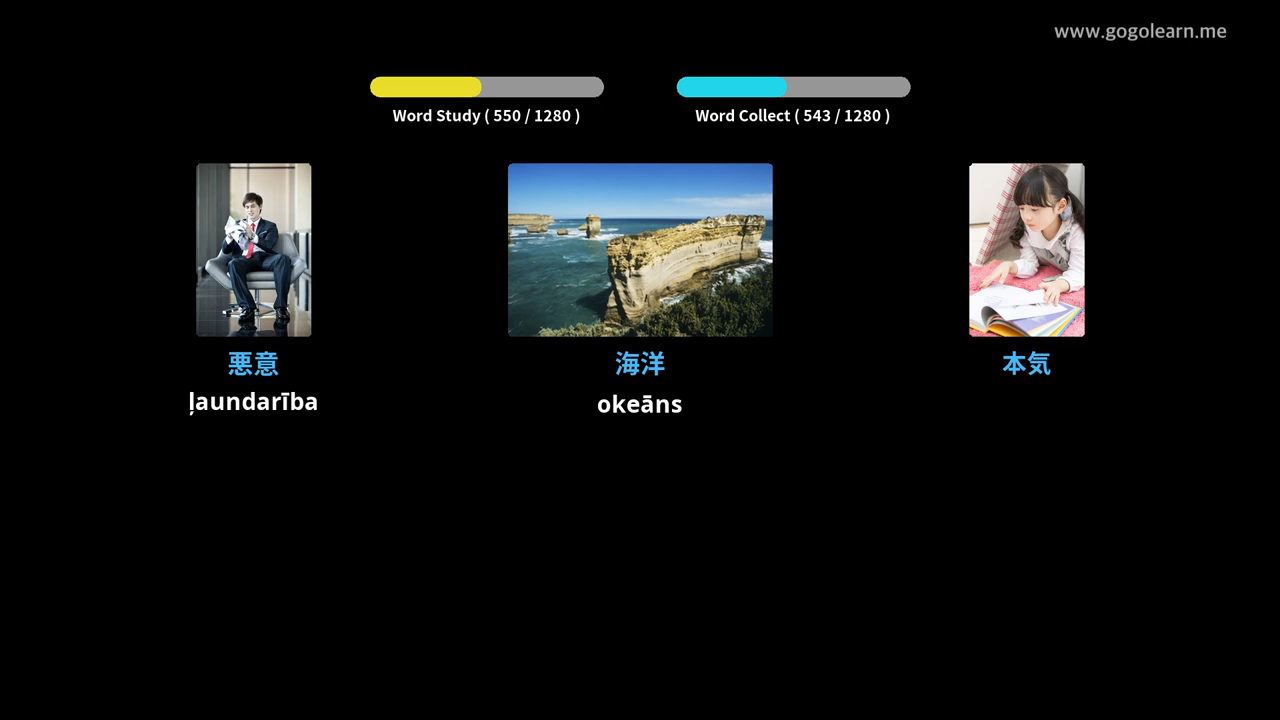 www.gogolearn.me
Word Study ( 550 / 1280 )
Word Collect ( 543 / 1280 )
悪意
海洋
本気
ļaundarība
okeāns